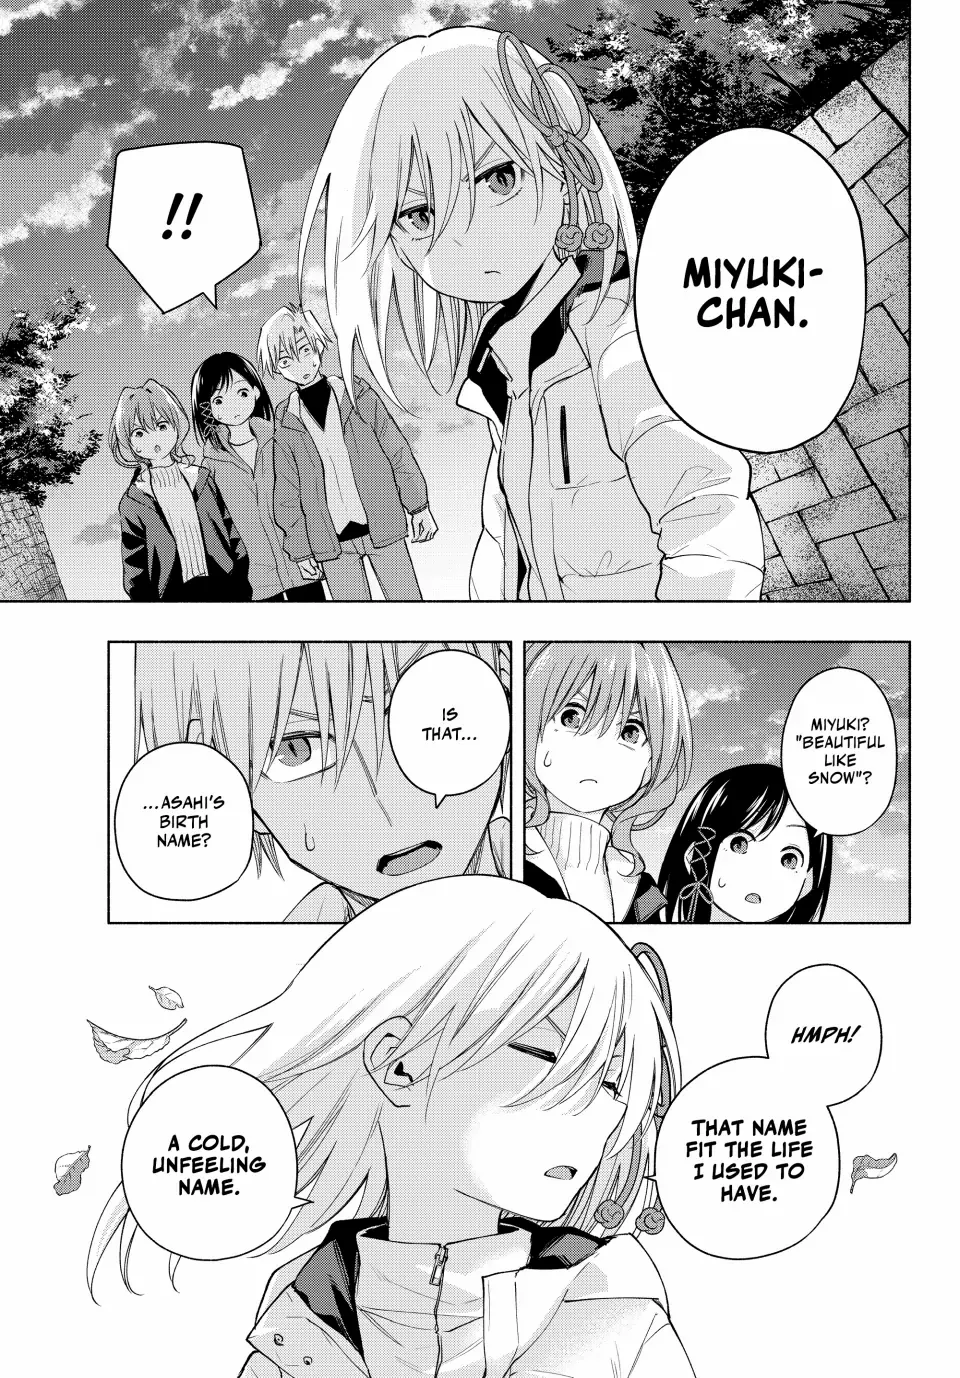 MIYUKI-
CHAN.
!!
MIYUKI?
"BEAUTIFUL
LIKE
SNOW"?
IS
THAT...
...ASAHI'S
BIRTH
NAME?
HMPH!
THAT NAME
FIT THE LIFE
I USED TO
HAVE.
A COLD,
UNFEELING
NAME.